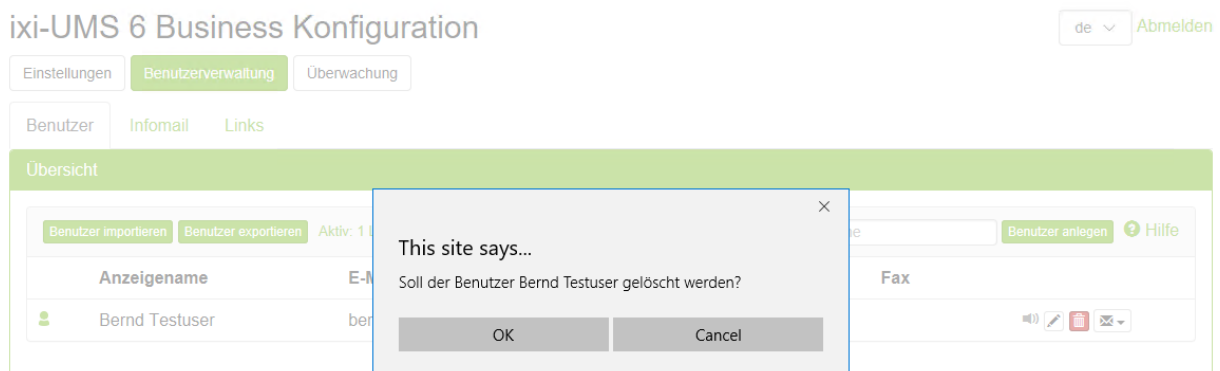 ixi-UMS 6 Business Konfiguration
de Abmelden
Einstellungen Benutzerverwaltung Überwachung
Benutzer Infomail Links
Übersicht
Benutzer importieren Benutzer exportieren Aktiv: 1 Benutzer anlegen Hilfe
Anzeigename Fax
Bernd Testuser
This site says...
Soll der Benutzer Bernd Testuser gelöscht werden?
OK Cancel